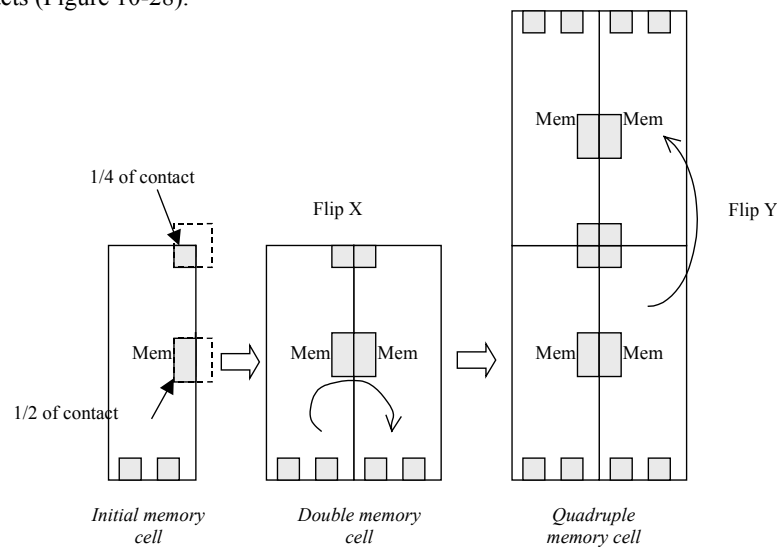 (Figure 10-28).
Mem
Mem
1/4 of contact
Flip X
Flip Y
Mem
Mem
Mem
Mem
Mem
1/2 of contact
Initial memory
cell
Double memory
cell
Quadruple
memory cell